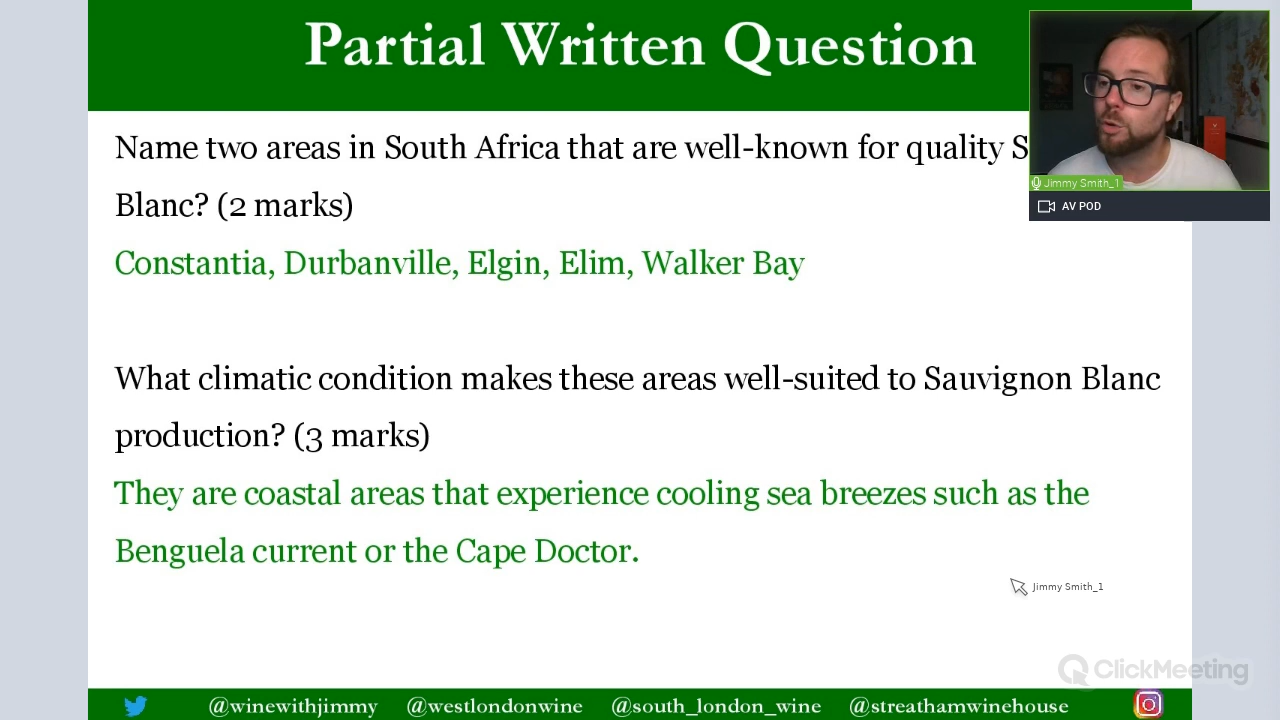 Partial Written Question
Name two areas in South Africa that are well-known for quality S
Blanc? (2 marks)
Constantia, Durbanville, Elgin, Elim, Walker Bay
What climatic condition makes these areas well-suited to Sauvignon Blanc
production? (3 marks)
They are coastal areas that experience cooling sea breezes such as the
Benguela current or the Cape Doctor.
Jimmy Smith_1
AV POD
Jimmy Smith_1
ClickMeeting
@winewithjimmy @westlondonwine @south_london_wine @streathamwinehouse